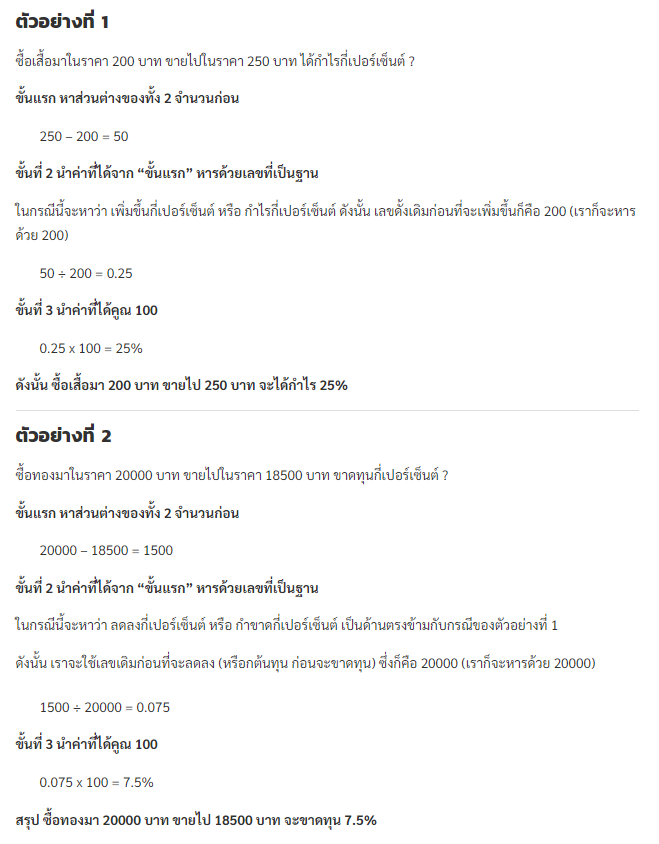 ตัวอย่างที่ 1
ซื้อเสื้อมาในราคา 200 บาท ขายไปในราคา 250 บาท ได้กำไรกี่เปอร์เซ็นต์ ?
ขั้นแรก หาส่วนต่างของทั้ง 2 จำนวนก่อน
250 – 200 = 50
ขั้นที่ 2 นำค่าที่ได้จาก “ขั้นแรก” หารด้วยเลขที่เป็นฐาน
ในกรณีนี้จะหาว่า เพิ่มขึ้นกี่เปอร์เซ็นต์ หรือ กำไรกี่เปอร์เซ็นต์ ดังนั้น เลขดั้งเดิมก่อนที่จะเพิ่มขึ้นก็คือ 200 (เราก็จะหาร
ด้วย 200)
50 ÷ 200 = 0.25
ขั้นที่ 3 นำค่าที่ได้คูณ 100
0.25 x 100 = 25%
ดังนั้น ซื้อเสื้อมา 200 บาท ขายไป 250 บาท จะได้กำไร 25%
ตัวอย่างที่ 2
ซื้อทองมาในราคา 20000 บาท ขายไปในราคา 18500 บาท ขาดทุนกี่เปอร์เซ็นต์ ?
ขั้นแรก หาส่วนต่างของทั้ง 2 จำนวนก่อน
20000 – 18500 = 1500
ขั้นที่ 2 นำค่าที่ได้จาก “ขั้นแรก” หารด้วยเลขที่เป็นฐาน
ในกรณีนี้จะหาว่า ลดลงกี่เปอร์เซ็นต์ หรือ กำขาดกี่เปอร์เซ็นต์ เป็นด้านตรงข้ามกับกรณีของตัวอย่างที่ 1
ดังนั้น เราจะใช้เลขเดิมก่อนที่จะลดลง (หรือกต้นทุน ก่อนจะขาดทุน) ซึ่งก็คือ 20000 (เราก็จะหารด้วย 20000)
1500 ÷ 20000 = 0.075
ขั้นที่ 3 นำค่าที่ได้คูณ 100
0.075 x 100 = 7.5%
สรุป ซื้อทองมา 20000 บาท ขายไป 18500 บาท จะขาดทุน 7.5%